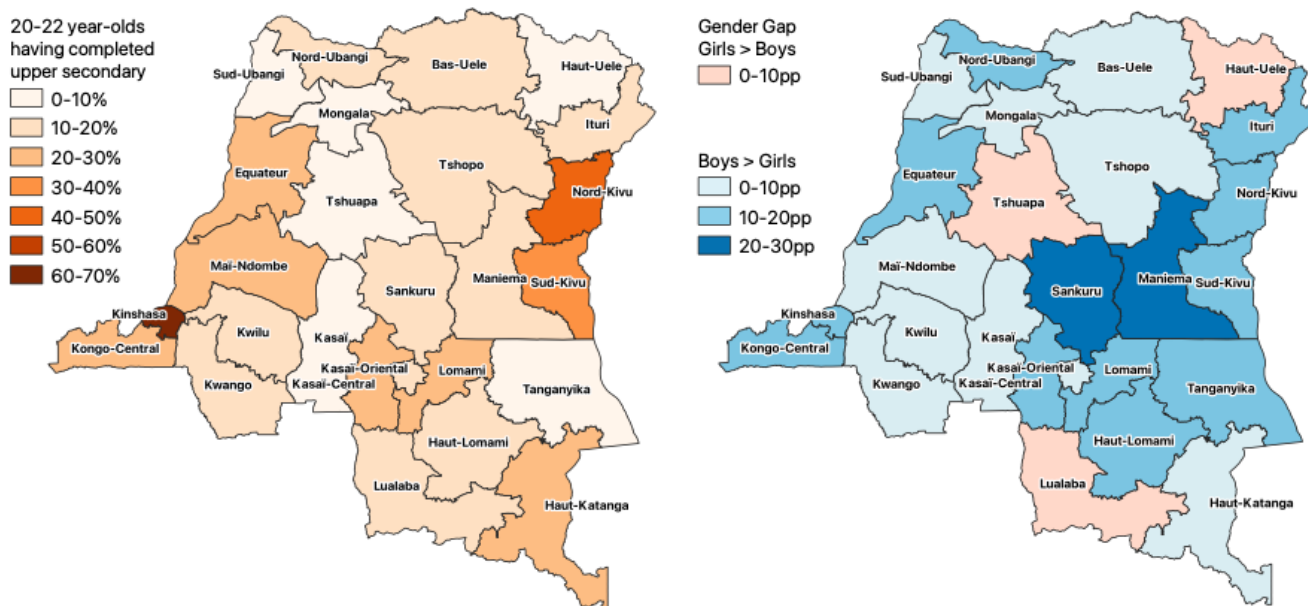 20-22 year-olds
having completed
upper secondary
0-10%
10-20%
20-30%
30-40%
40-50%
50-60%
60-70%
Nord-Ubangi
Sud-Ubangi
Bas-Uele
Haut-Uele
Mongala
Ituri
Tshopo
Equateur
Nord-Kivu
Tshuapa
Maï-Ndombe
Maniema
Sud-Kivu
Sankuru
Kinshasa
Kwilu
Kasaï
Kongo-Central
Kasaï-Oriental
Lomami
Kwango
Kasaï-Central
Tanganyika
Haut-Lomami
Lualaba
Haut-Katanga
Gender Gap
Girls > Boys
0-10pp
Boys > Girls
0-10pp
10-20pp
20-30pp
Nord-Ubangi
Sud-Ubangi
Bas-Uele
Haut-Uele
Mongala
Ituri
Tshopo
Equateur
Nord-Kivu
Tshuapa
Maï-Ndombe
Maniema
Sud-Kivu
Sankuru
Kinshasa
Kwilu
Kasaï
Kongo-Central
Kasaï-Oriental
Lomami
Kwango
Kasaï-Central
Tanganyika
Haut-Lomami
Lualaba
Haut-Katanga